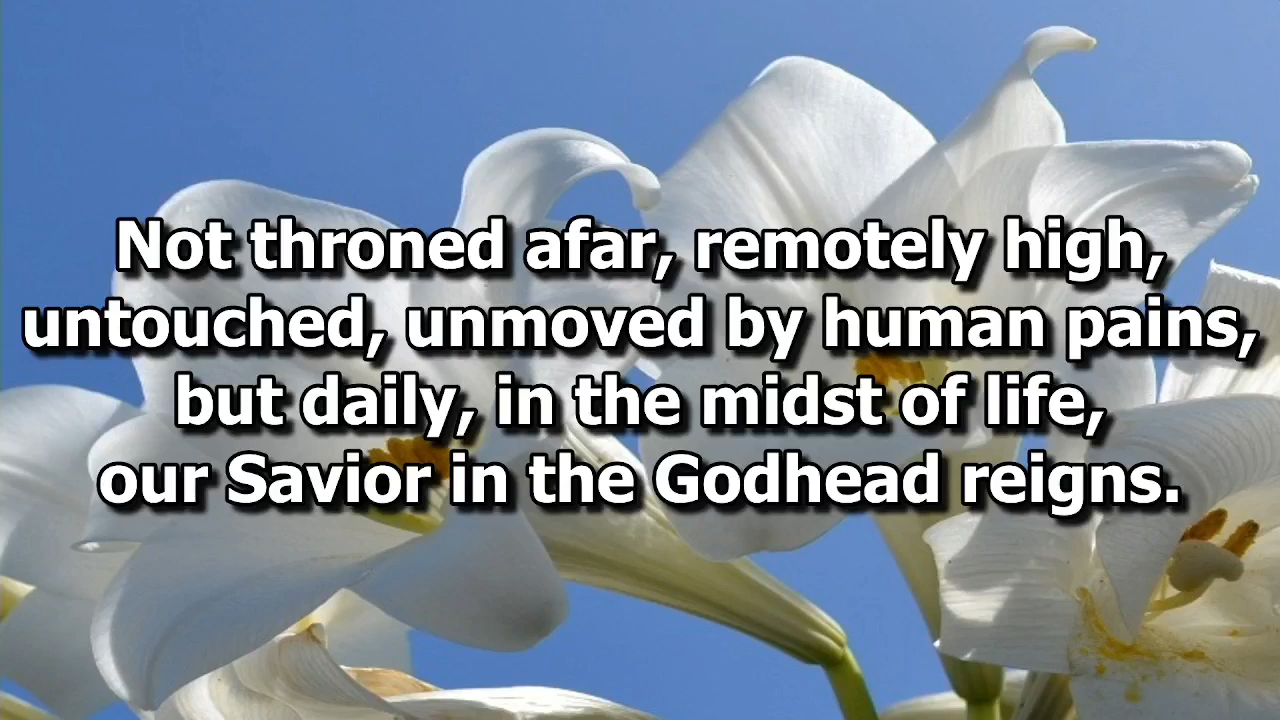 Not throned afar, remotely high,
untouched, unmoved by human pains,
but daily, in the midst of life,
our Savior in the Godhead reigns.